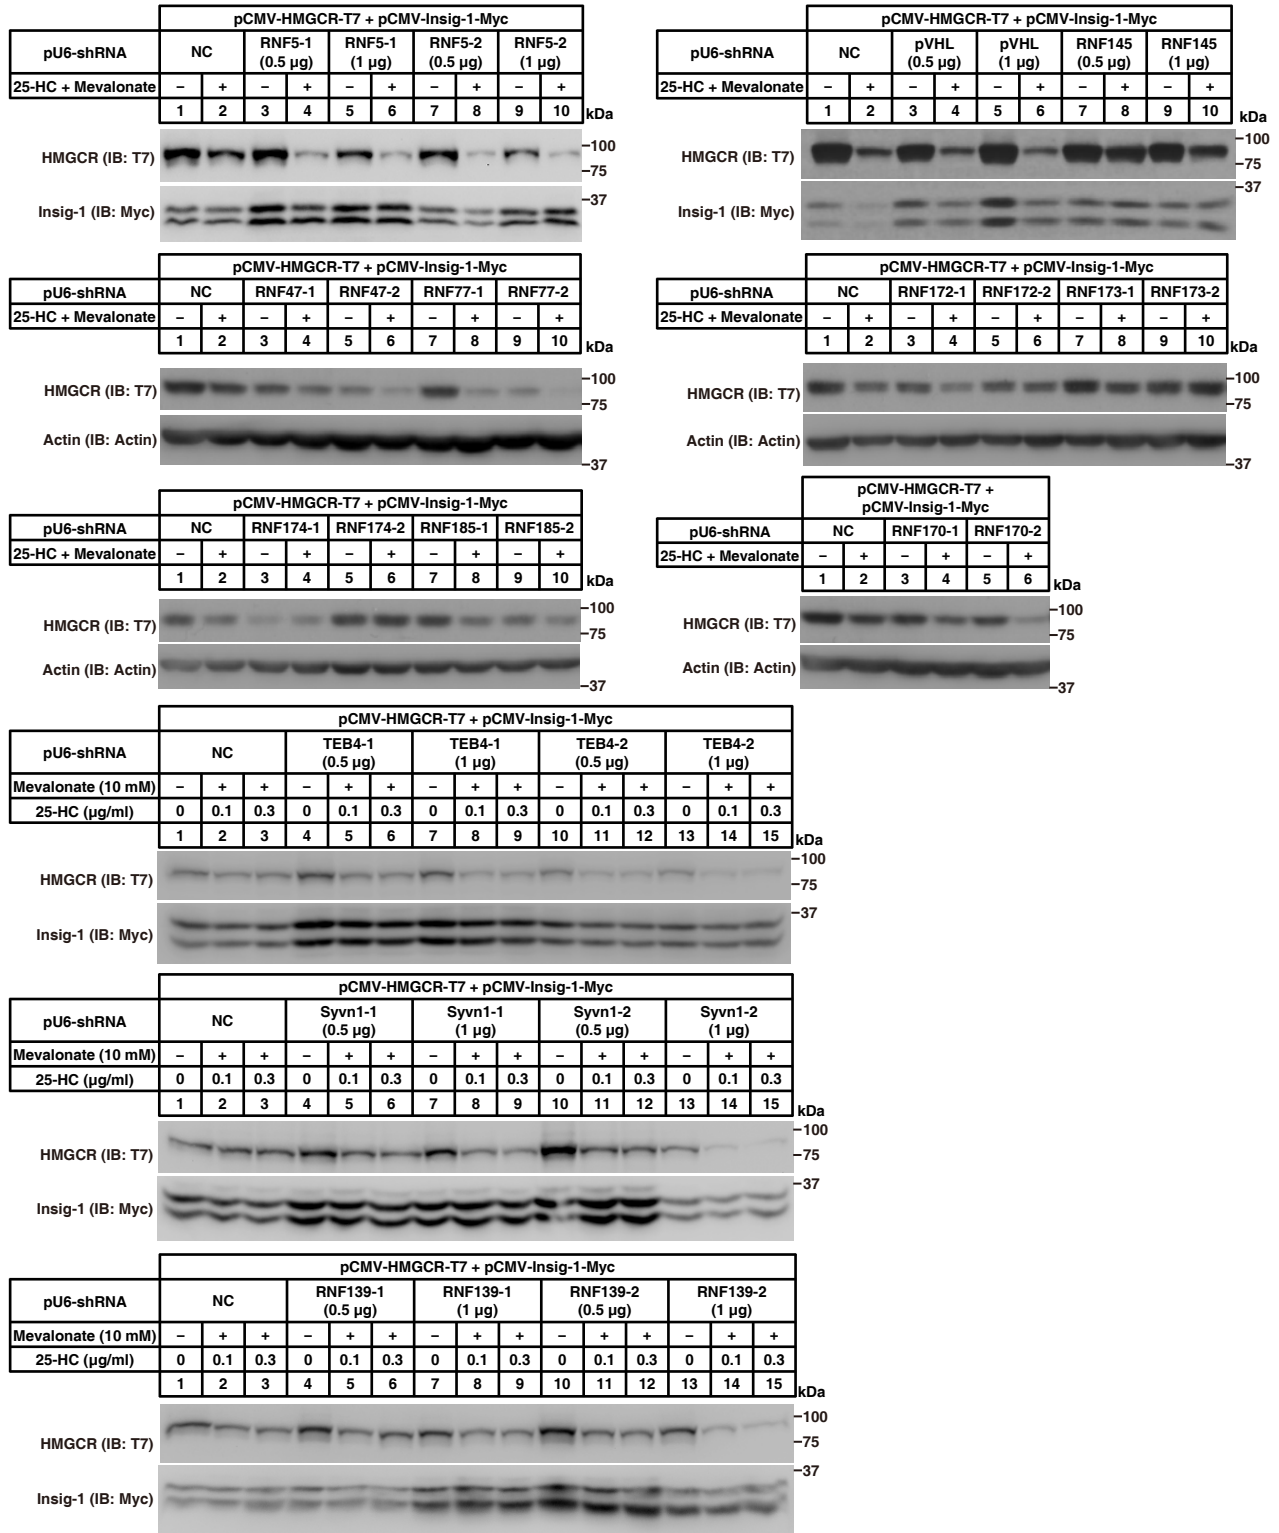 pCMV-HMGCR-T7 + pCMV-Insig-1-Myc
pU6-shRNA NC RNF5-1 (0.5 µg) RNF5-1 (1 µg) RNF5-2 (0.5 µg) RNF5-2 (1 µg)
25-HC + Mevalonate – + – + – + – + – +
1 2 3 4 5 6 7 8 9 10 kDa
HMGCR (IB: T7) 100
75
Insig-1 (IB: Myc) 37
pCMV-HMGCR-T7 + pCMV-Insig-1-Myc
pU6-shRNA NC pVHL (0.5 µg) pVHL (1 µg) RNF145 (0.5 µg) RNF145 (1 µg)
25-HC + Mevalonate – + – + – + – + – +
1 2 3 4 5 6 7 8 9 10 kDa
HMGCR (IB: T7) 100
75
Insig-1 (IB: Myc) 37
pCMV-HMGCR-T7 + pCMV-Insig-1-Myc
pU6-shRNA NC RNF47-1 RNF47-2 RNF77-1 RNF77-2
25-HC + Mevalonate – + – + – + – + – +
1 2 3 4 5 6 7 8 9 10 kDa
HMGCR (IB: T7) 100
75
Actin (IB: Actin)
37
pCMV-HMGCR-T7 + pCMV-Insig-1-Myc
pU6-shRNA NC RNF172-1 RNF172-2 RNF173-1 RNF173-2
25-HC + Mevalonate – + – + – + – + – +
1 2 3 4 5 6 7 8 9 10 kDa
HMGCR (IB: T7) 100
75
Actin (IB: Actin)
37
pCMV-HMGCR-T7 + pCMV-Insig-1-Myc
pU6-shRNA NC RNF174-1 RNF174-2 RNF185-1 RNF185-2
25-HC + Mevalonate – + – + – + – + – +
1 2 3 4 5 6 7 8 9 10 kDa
HMGCR (IB: T7) 100
75
Actin (IB: Actin)
37
pCMV-HMGCR-T7 +
pCMV-Insig-1-Myc
pU6-shRNA NC RNF170-1 RNF170-2
25-HC + Mevalonate – + – + – +
1 2 3 4 5 6 kDa
HMGCR (IB: T7) 100
75
Actin (IB: Actin)
37
pCMV-HMGCR-T7 + pCMV-Insig-1-Myc
pU6-shRNA NC TEB4-1 (0.5 µg) TEB4-1 (1 µg) TEB4-2 (0.5 µg) TEB4-2 (1 µg)
Mevalonate (10 mM) – + + – + + – + + – + + – + +
25-HC (µg/ml) 0 0.1 0.3 0 0.1 0.3 0 0.1 0.3 0 0.1 0.3 0 0.1 0.3
1 2 3 4 5 6 7 8 9 10 11 12 13 14 15 kDa
HMGCR (IB: T7) 100
75
Insig-1 (IB: Myc) 37
pCMV-HMGCR-T7 + pCMV-Insig-1-Myc
pU6-shRNA NC Syvn1-1 (0.5 µg) Syvn1-1 (1 µg) Syvn1-2 (0.5 µg) Syvn1-2 (1 µg)
Mevalonate (10 mM) – + + – + + – + + – + + – + +
25-HC (µg/ml) 0 0.1 0.3 0 0.1 0.3 0 0.1 0.3 0 0.1 0.3 0 0.1 0.3
1 2 3 4 5 6 7 8 9 10 11 12 13 14 15 kDa
HMGCR (IB: T7) 100
75
Insig-1 (IB: Myc) 37
pCMV-HMGCR-T7 + pCMV-Insig-1-Myc
pU6-shRNA NC RNF139-1 (0.5 µg) RNF139-1 (1 µg) RNF139-2 (0.5 µg) RNF139-2 (1 µg)
Mevalonate (10 mM) – + + – + + – + + – + + – + +
25-HC (µg/ml) 0 0.1 0.3 0 0.1 0.3 0 0.1 0.3 0 0.1 0.3 0 0.1 0.3
1 2 3 4 5 6 7 8 9 10 11 12 13 14 15 kDa
HMGCR (IB: T7) 100
75
Insig-1 (IB: Myc) 37